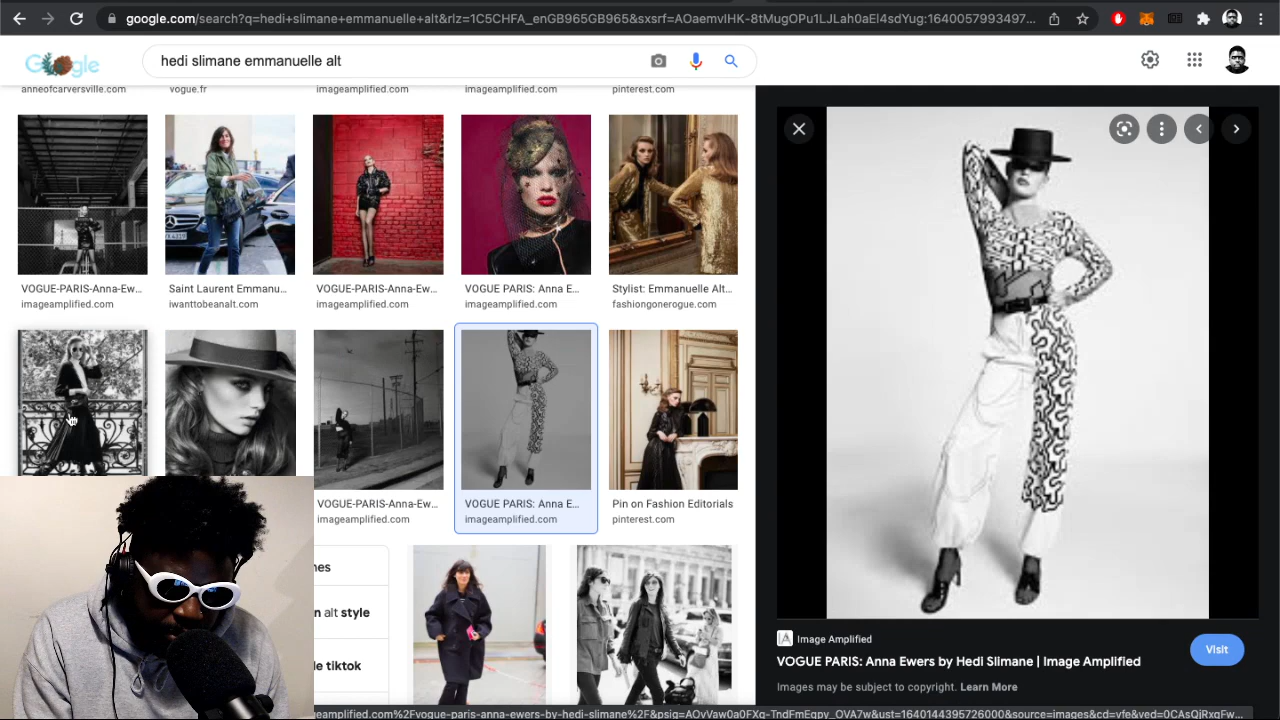 google.com/search?q=hedi+slimane+emmanuelle+alt&rlz=1C5CHFA_enGB965GB965&sxsrf=AOaemvIHK-8tMugOPu1LJLah0aEl4sdYug:1640057993497...
Google
hedi slimane emmanuelle alt
anneofcarversville.com
vogue.fr
imageamplified.com
imageamplified.com
pinterest.com
VOGUE-PARIS-Anna-Ew...
imageamplified.com
Saint Laurent Emmanu...
iwanttobeanalt.com
VOGUE-PARIS-Anna-Ew...
imageamplified.com
VOGUE PARIS: Anna E...
imageamplified.com
Stylist: Emmanuelle Alt...
fashiongonerogue.com
VOGUE-PARIS-Anna-Ew...
imageamplified.com
VOGUE PARIS: Anna E...
imageamplified.com
Pin on Fashion Editorials
pinterest.com
nes
n alt style
le tiktok
Image Amplified
VOGUE PARIS: Anna Ewers by Hedi Slimane | Image Amplified
Visit
Images may be subject to copyright. Learn More